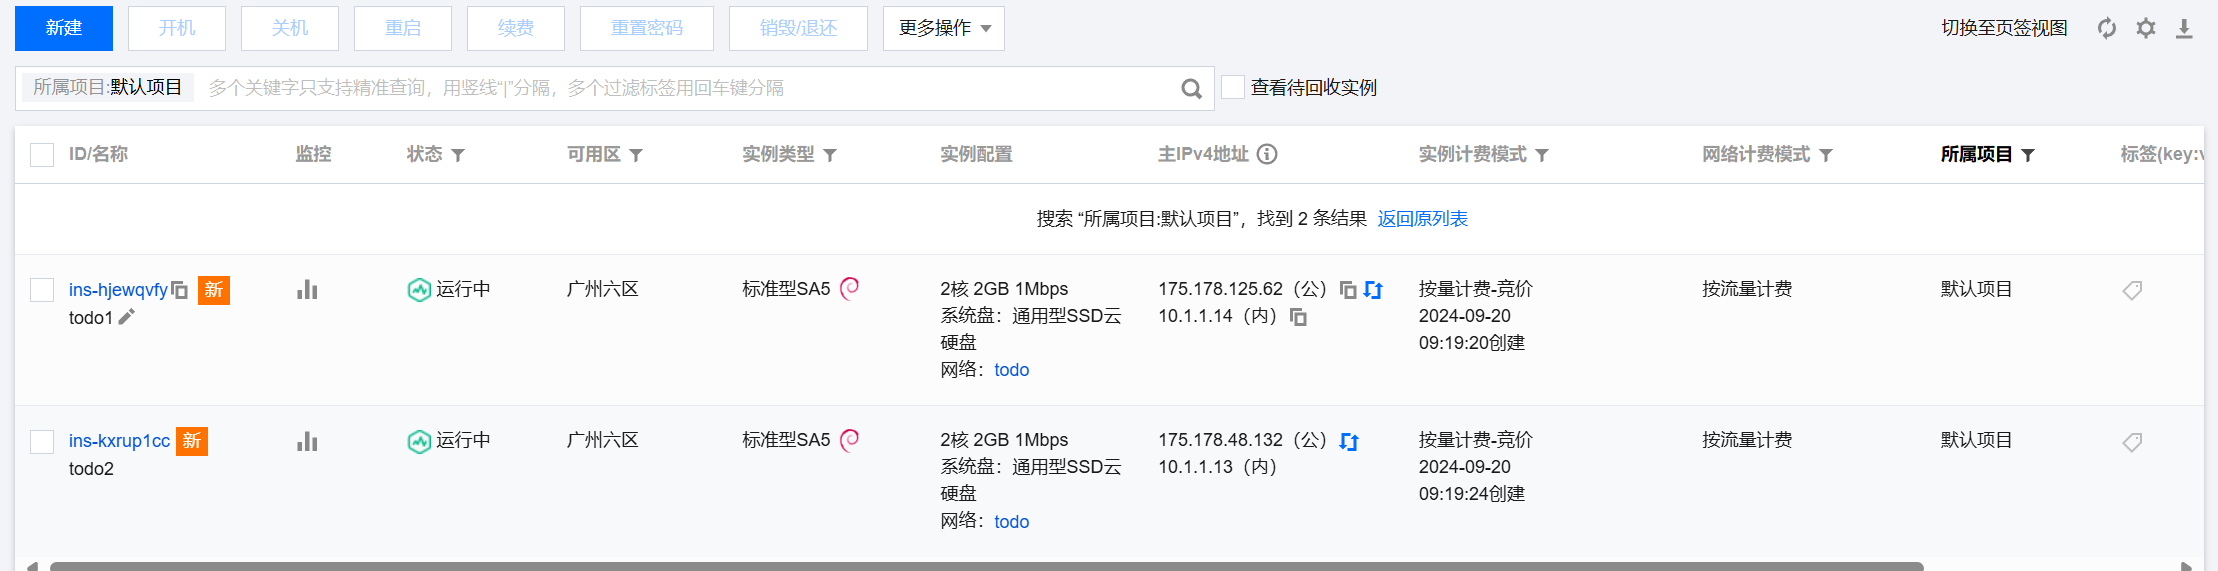 新建 开机 关机 重启 续费 重置密码 销毁/退还 更多操作 切换至页签视图
所属项目:默认项目 多个关键字只支持精准查询，用竖线“|”分隔，多个过滤标签用回车键分隔 查看待回收实例
ID/名称 监控 状态 可用区 实例类型 实例配置 主IPv4地址 实例计费模式 网络计费模式 所属项目 标签(key:v
搜索 “所属项目:默认项目”，找到 2 条结果 返回原列表
ins-hjewqvfy 新 运行中 广州六区 标准型SA5 2核 2GB 1Mbps 175.178.125.62（公） 按量计费-竞价 按流量计费 默认项目
todo1 系统盘：通用型SSD云 10.1.1.14（内） 2024-09-20
硬盘 09:19:20创建
网络：todo
ins-kxrup1cc 新 运行中 广州六区 标准型SA5 2核 2GB 1Mbps 175.178.48.132（公） 按量计费-竞价 按流量计费 默认项目
todo2 系统盘：通用型SSD云 10.1.1.13（内） 2024-09-20
硬盘 09:19:24创建
网络：todo